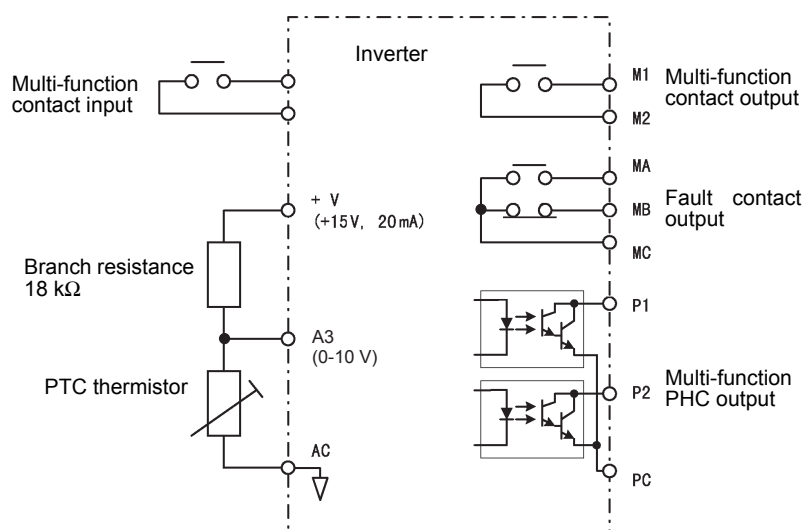 Inverter
Multi-function
contact input
M1
M2
Multi-function
contact output
MA
MB
MC
Fault contact
output
+ V
(+15V, 20mA)
Branch resistance
18 kΩ
A3
(0-10 V)
PTC thermistor
AC
P1
P2
PC
Multi-function
PHC output